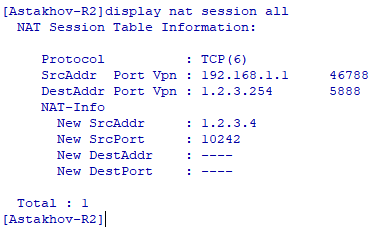 [Astakhov-R2]display nat session all
NAT Session Table Information:
Protocol : TCP(6)
SrcAddr Port Vpn : 192.168.1.1 46788
DestAddr Port Vpn : 1.2.3.254 5888
NAT-Info
New SrcAddr : 1.2.3.4
New SrcPort : 10242
New DestAddr : ----
New DestPort : ----
Total : 1
[Astakhov-R2]